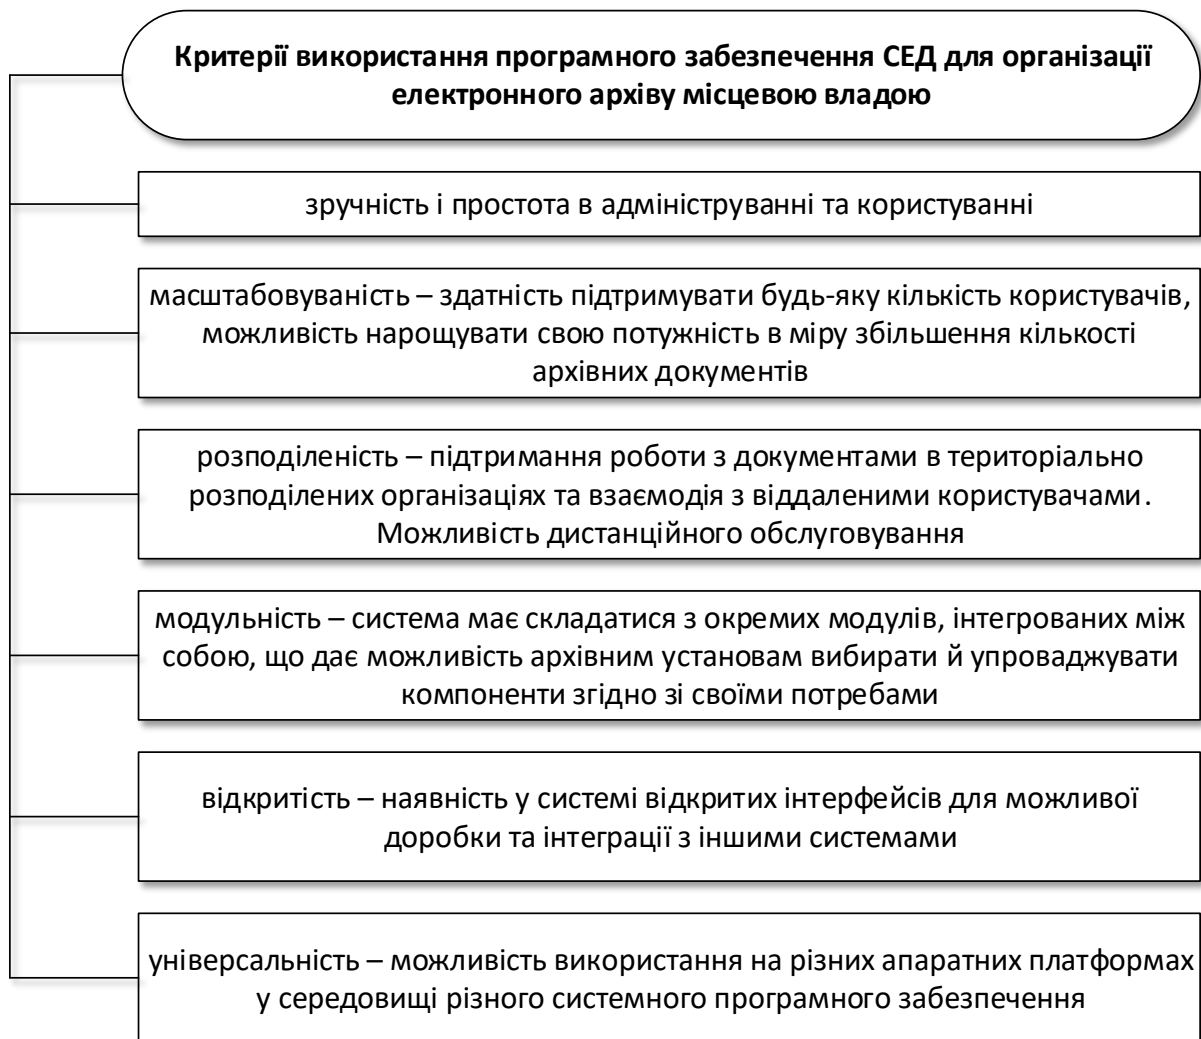 Критерії використання програмного забезпечення СЕД для організації
електронного архіву місцевою владою
зручність і простота в адмініструванні та користуванні
масштабовуваність – здатність підтримувати будь-яку кількість користувачів,
можливість нарощувати свою потужність в міру збільшення кількості
архівних документів
розподіленість – підтримання роботи з документами в територіально
розподілених організаціях та взаємодія з віддаленими користувачами.
Можливість дистанційного обслуговування
модульність – система має складатися з окремих модулів, інтегрованих між
собою, що дає можливість архівним установам вибирати й упроваджувати
компоненти згідно зі своїми потребами
відкритість – наявність у системі відкритих інтерфейсів для можливої
доробки та інтеграції з іншими системами
універсальність – можливість використання на різних апаратних платформах
у середовищі різного системного програмного забезпечення